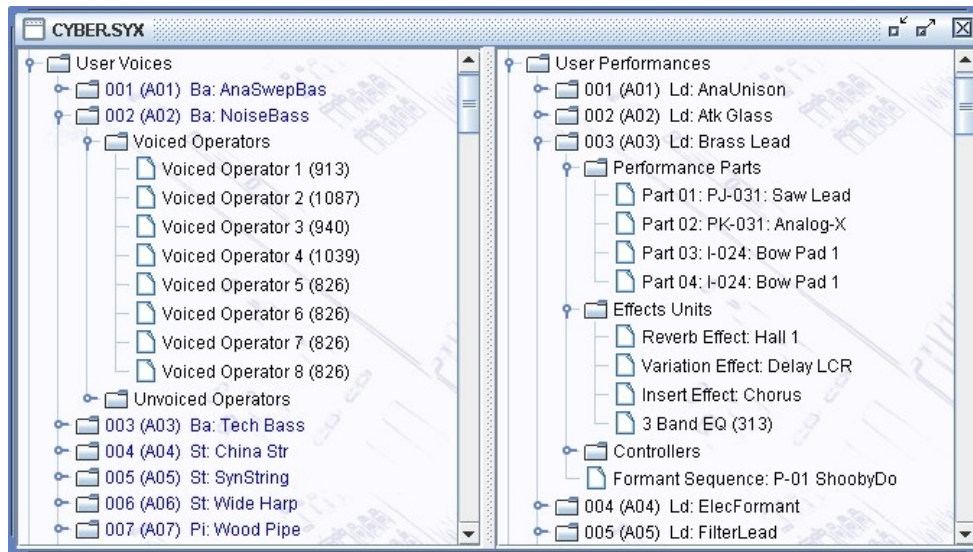 CYBER.SYX
User Voices
001 (A01) Ba: AnaSwepBas
002 (A02) Ba: NoiseBass
Voiced Operators
Voiced Operator 1 (913)
Voiced Operator 2 (1087)
Voiced Operator 3 (940)
Voiced Operator 4 (1039)
Voiced Operator 5 (826)
Voiced Operator 6 (826)
Voiced Operator 7 (826)
Voiced Operator 8 (826)
Unvoiced Operators
003 (A03) Ba: Tech Bass
004 (A04) St: China Str
005 (A05) St: SynString
006 (A06) St: Wide Harp
007 (A07) Pi: Wood Pipe
User Performances
001 (A01) Ld: AnaUnison
002 (A02) Ld: Atk Glass
003 (A03) Ld: Brass Lead
Performance Parts
Part 01: PJ-031: Saw Lead
Part 02: PK-031: Analog-X
Part 03: I-024: Bow Pad 1
Part 04: I-024: Bow Pad 1
Effects Units
Reverb Effect: Hall 1
Variation Effect: Delay LCR
Insert Effect: Chorus
3 Band EQ (313)
Controllers
Formant Sequence: P-01 ShoobyDo
004 (A04) Ld: ElecFormant
005 (A05) Ld: FilterLead